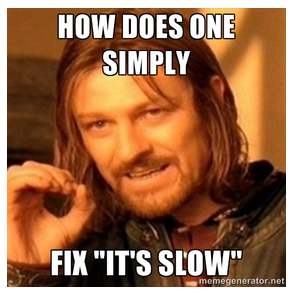 HOW DOES ONE
SIMPLY
FIX "IT'S SLOW"
memegenerator.net